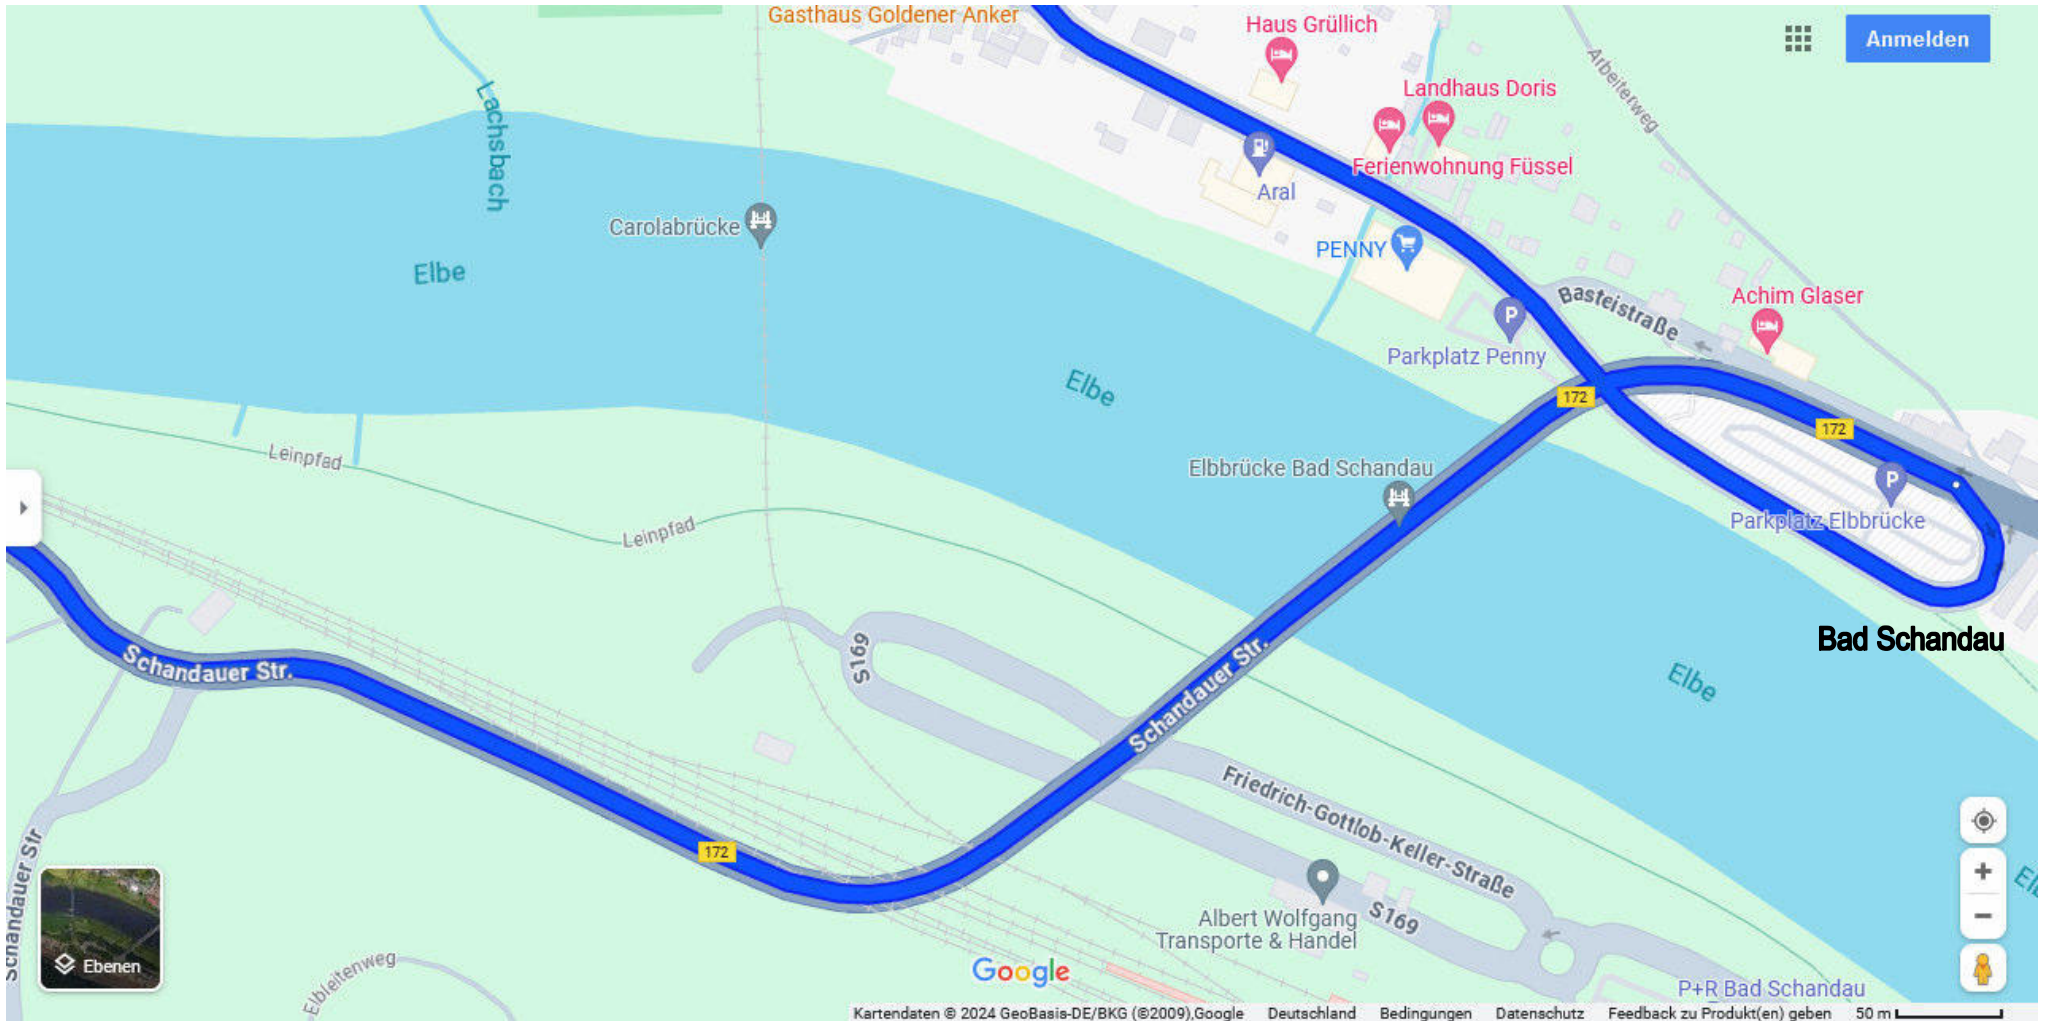 Gasthaus Goldener Anker
Haus Grüllich
Anmelden
Arbeiterweg
Landhaus Doris
Lachsbach
Ferienwohnung Füssel
Aral
Carolabrücke
PENNY
Elbe
Basteistraße
Achim Glaser
P
Parkplatz Penny
Elbe
172
172
Leinpfad
Elbbrücke Bad Schandau
P
Parkplatz Elbbrücke
Leinpfad
Bad Schandau
S169
Schandauer Str.
Schandauer Str.
Elbe
Friedrich-Gottlob-Keller-Straße
172
Schandauer Str
Albert Wolfgang
Transporte & Handel
S169
Ebenen
Elbleitenweg
Google
P+R Bad Schandau
Kartendaten © 2024 GeoBasis-DE/BKG (©2009),Google Deutschland Bedingungen Datenschutz Feedback zu Produkt(en) geben 50 m